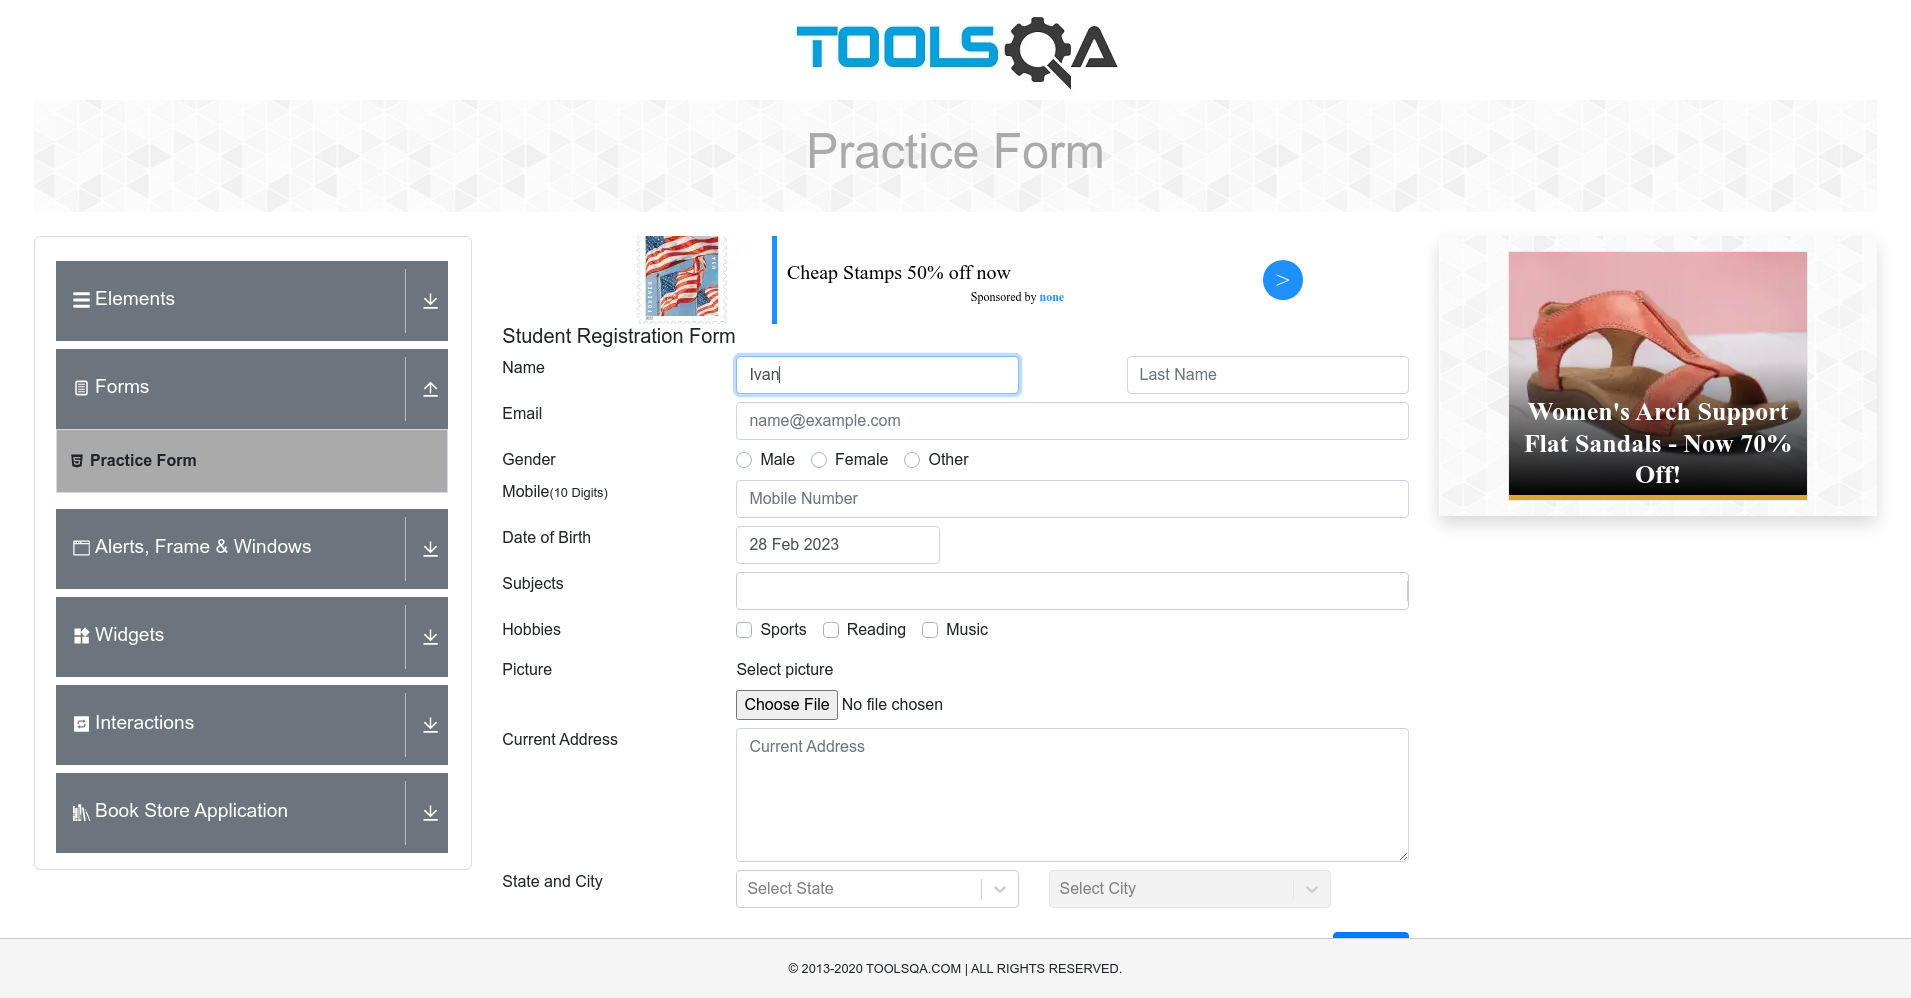 TOOLSQA
Practice Form
Elements
Forms
Practice Form
Alerts, Frame & Windows
Widgets
Interactions
Book Store Application
Cheap Stamps 50% off now
Sponsored by none
>
Student Registration Form
Name
Ivan
Last Name
Email
name@example.com
Gender
Male
Female
Other
Mobile(10 Digits)
Mobile Number
Date of Birth
28 Feb 2023
Subjects
Hobbies
Sports
Reading
Music
Picture
Select picture
Choose File No file chosen
Current Address
Current Address
State and City
Select State
Select City
Women's Arch Support
Flat Sandals - Now 70%
Off!
© 2013-2020 TOOLSQA.COM | ALL RIGHTS RESERVED.